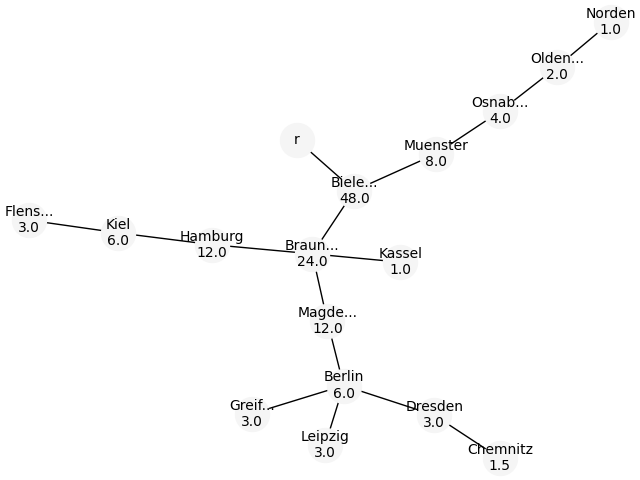 Norden
1.0
Olden...
2.0
Osnab...
4.0
r
Muenster
8.0
Biele...
48.0
Flens...
3.0
Kiel
6.0
Hamburg
12.0
Braun...
24.0
Kassel
1.0
Magde...
12.0
Berlin
6.0
Greif...
3.0
Dresden
3.0
Leipzig
3.0
Chemnitz
1.5